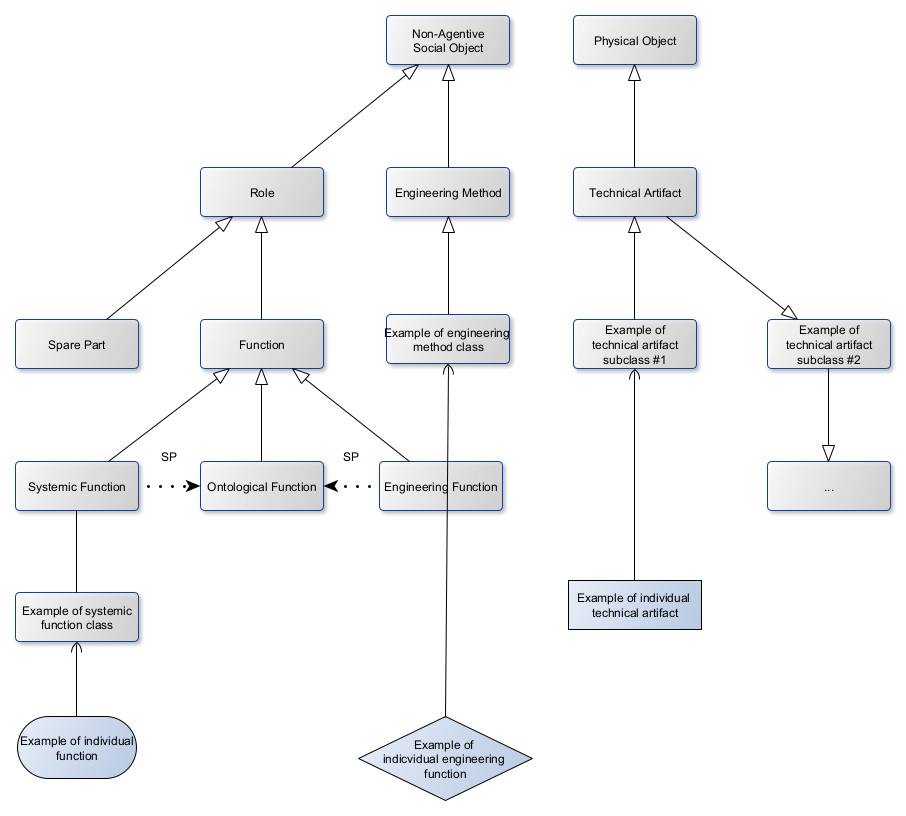 Non-Agentive
Social Object
Physical Object
Role
Engineering Method
Technical Artifact
Spare Part
Function
Example of engineering
method class
Example of
technical artifact
subclass #1
Example of
technical artifact
subclass #2
SP
SP
Systemic Function
Ontological Function
Engineering Function
...
Example of systemic
function class
Example of individual
technical artifact
Example of individual
function
Example of
indicvidual engineering
function